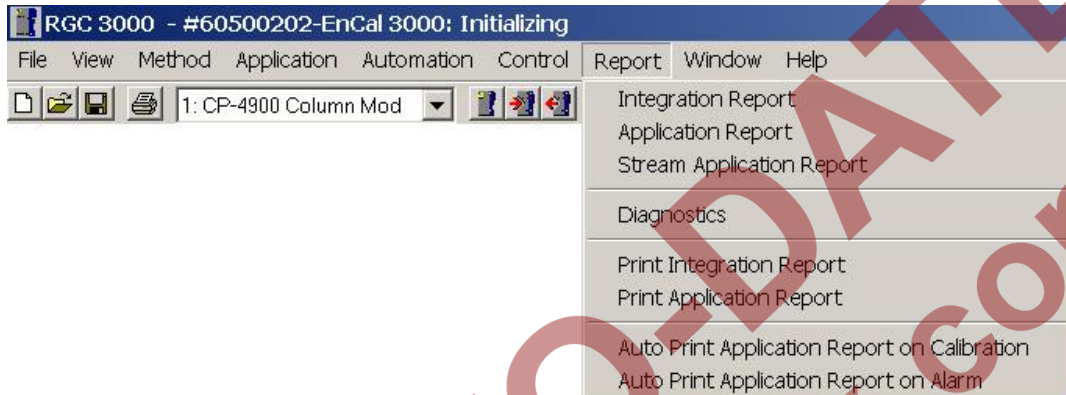 RGC 3000 - #60500202-EnCal 3000: Initializing
File View Method Application Automation Control Report Window Help
1: CP-4900 Column Mod
Integration Report
Application Report
Stream Application Report
Diagnostics
Print Integration Report
Print Application Report
Auto Print Application Report on Calibration
Auto Print Application Report on Alarm